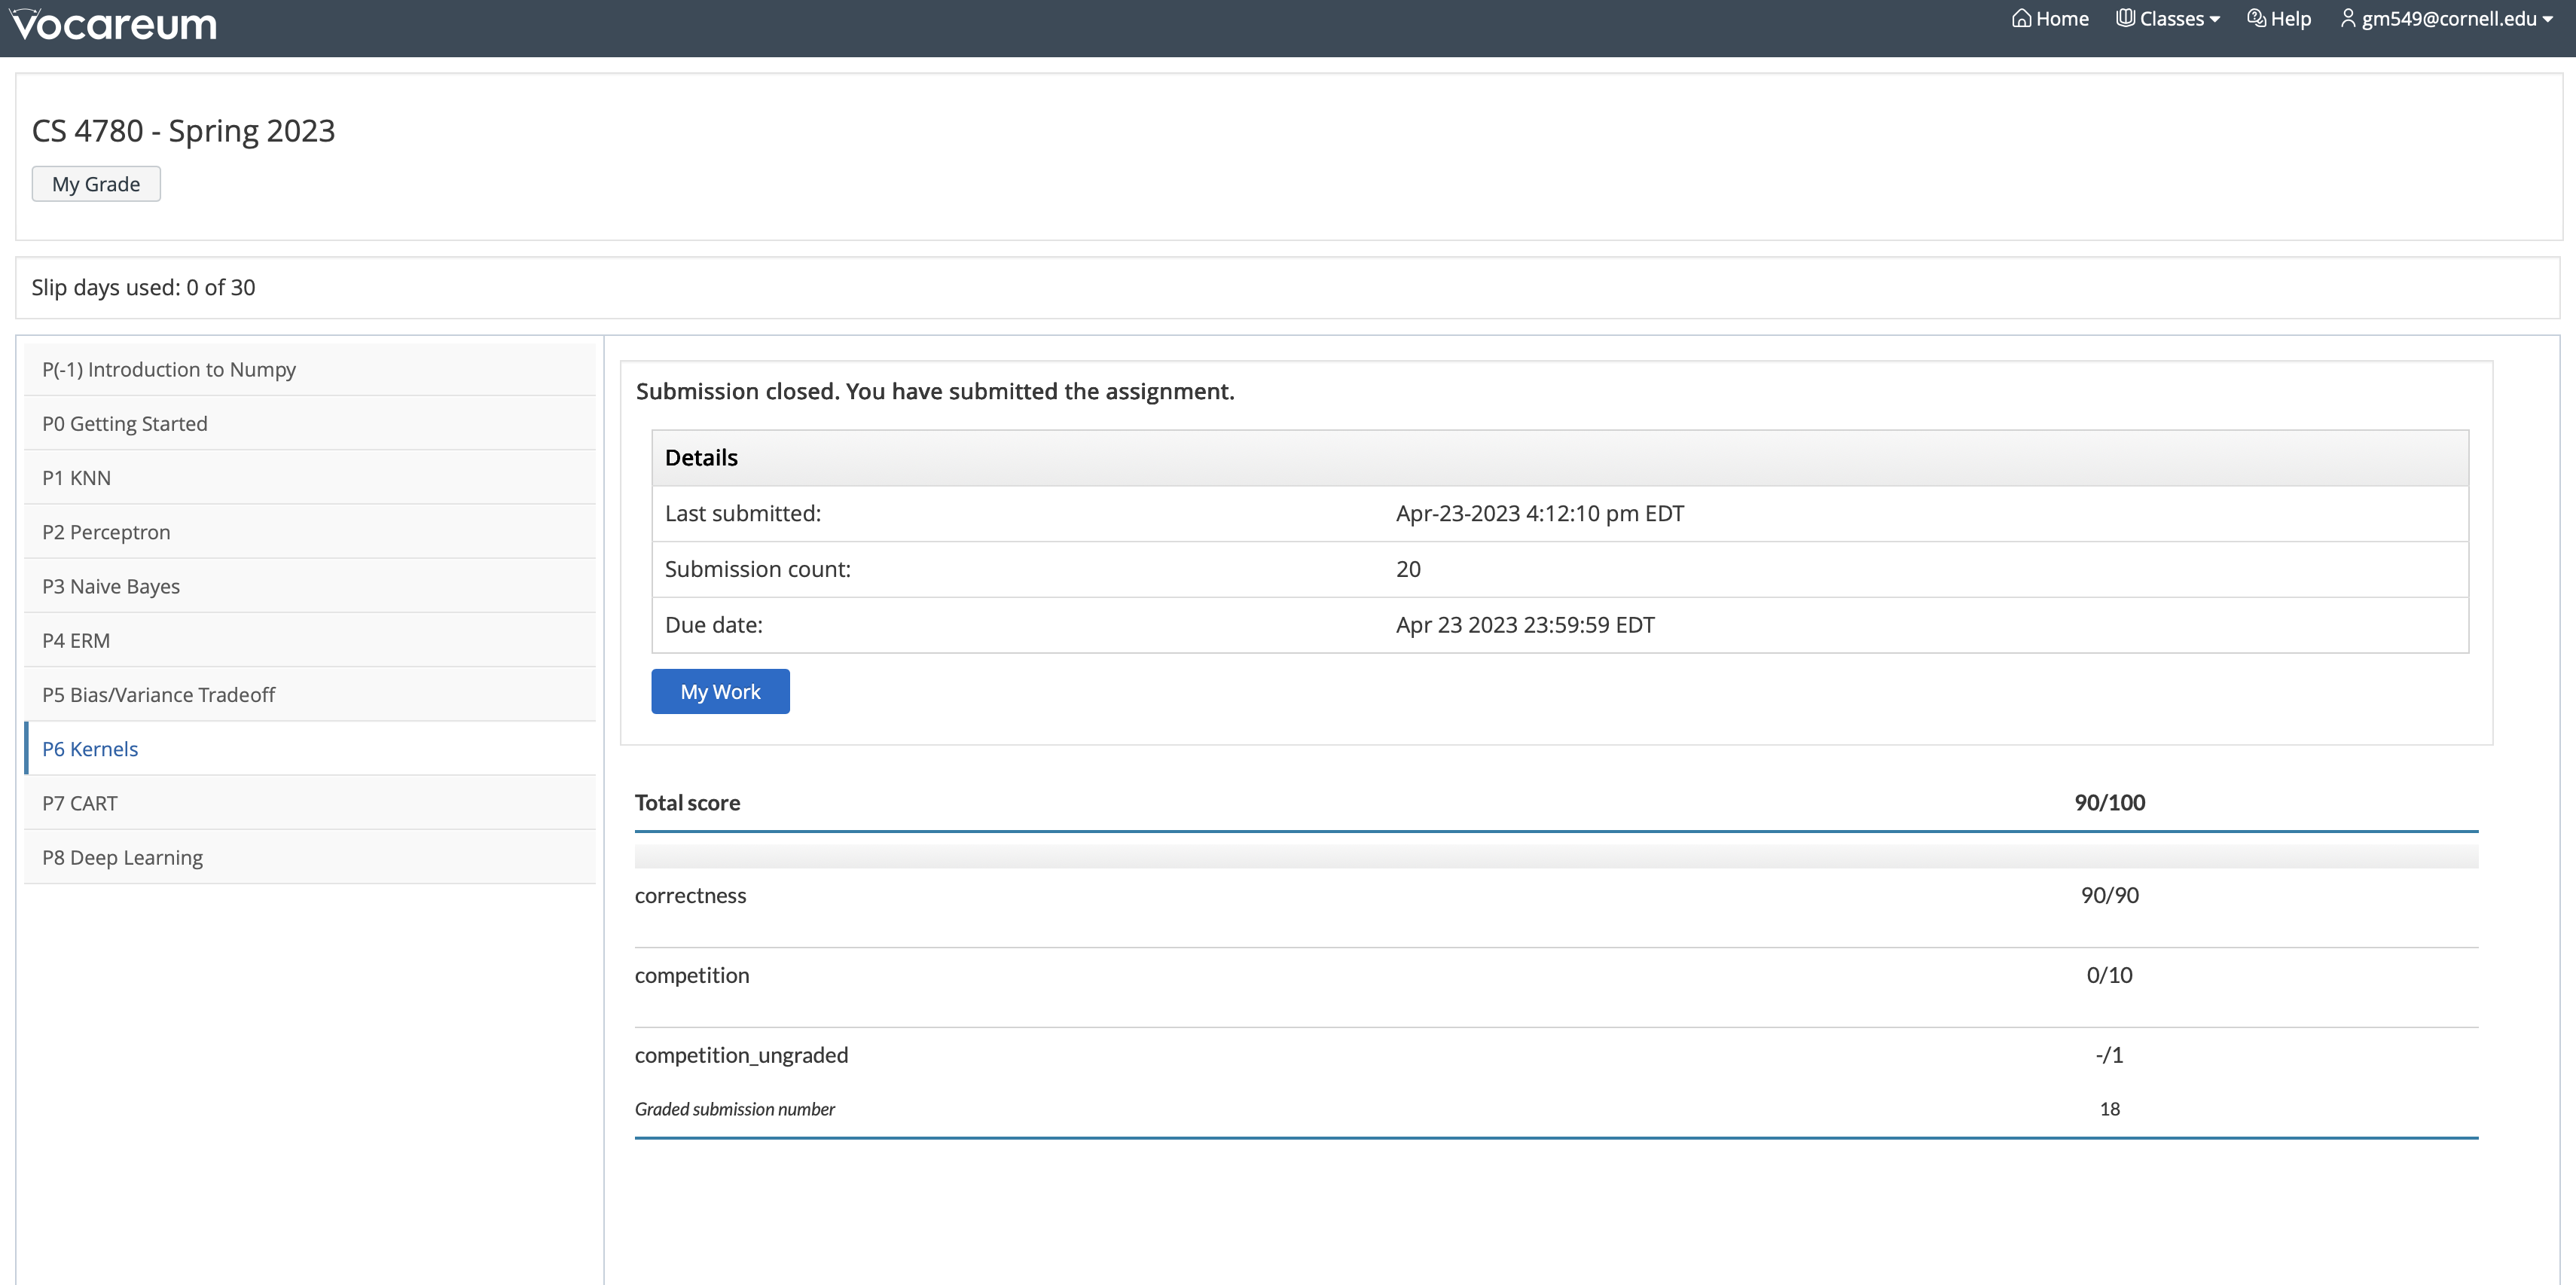 Vocareum
Home Classes Help gm549@cornell.edu
CS 4780 - Spring 2023
My Grade
Slip days used: 0 of 30
P(-1) Introduction to Numpy
P0 Getting Started
P1 KNN
P2 Perceptron
P3 Naive Bayes
P4 ERM
P5 Bias/Variance Tradeoff
P6 Kernels
P7 CART
P8 Deep Learning
Submission closed. You have submitted the assignment.
Details
Last submitted: Apr-23-2023 4:12:10 pm EDT
Submission count: 20
Due date: Apr 23 2023 23:59:59 EDT
My Work
Total score 90/100
correctness 90/90
competition 0/10
competition_ungraded -/1
Graded submission number 18